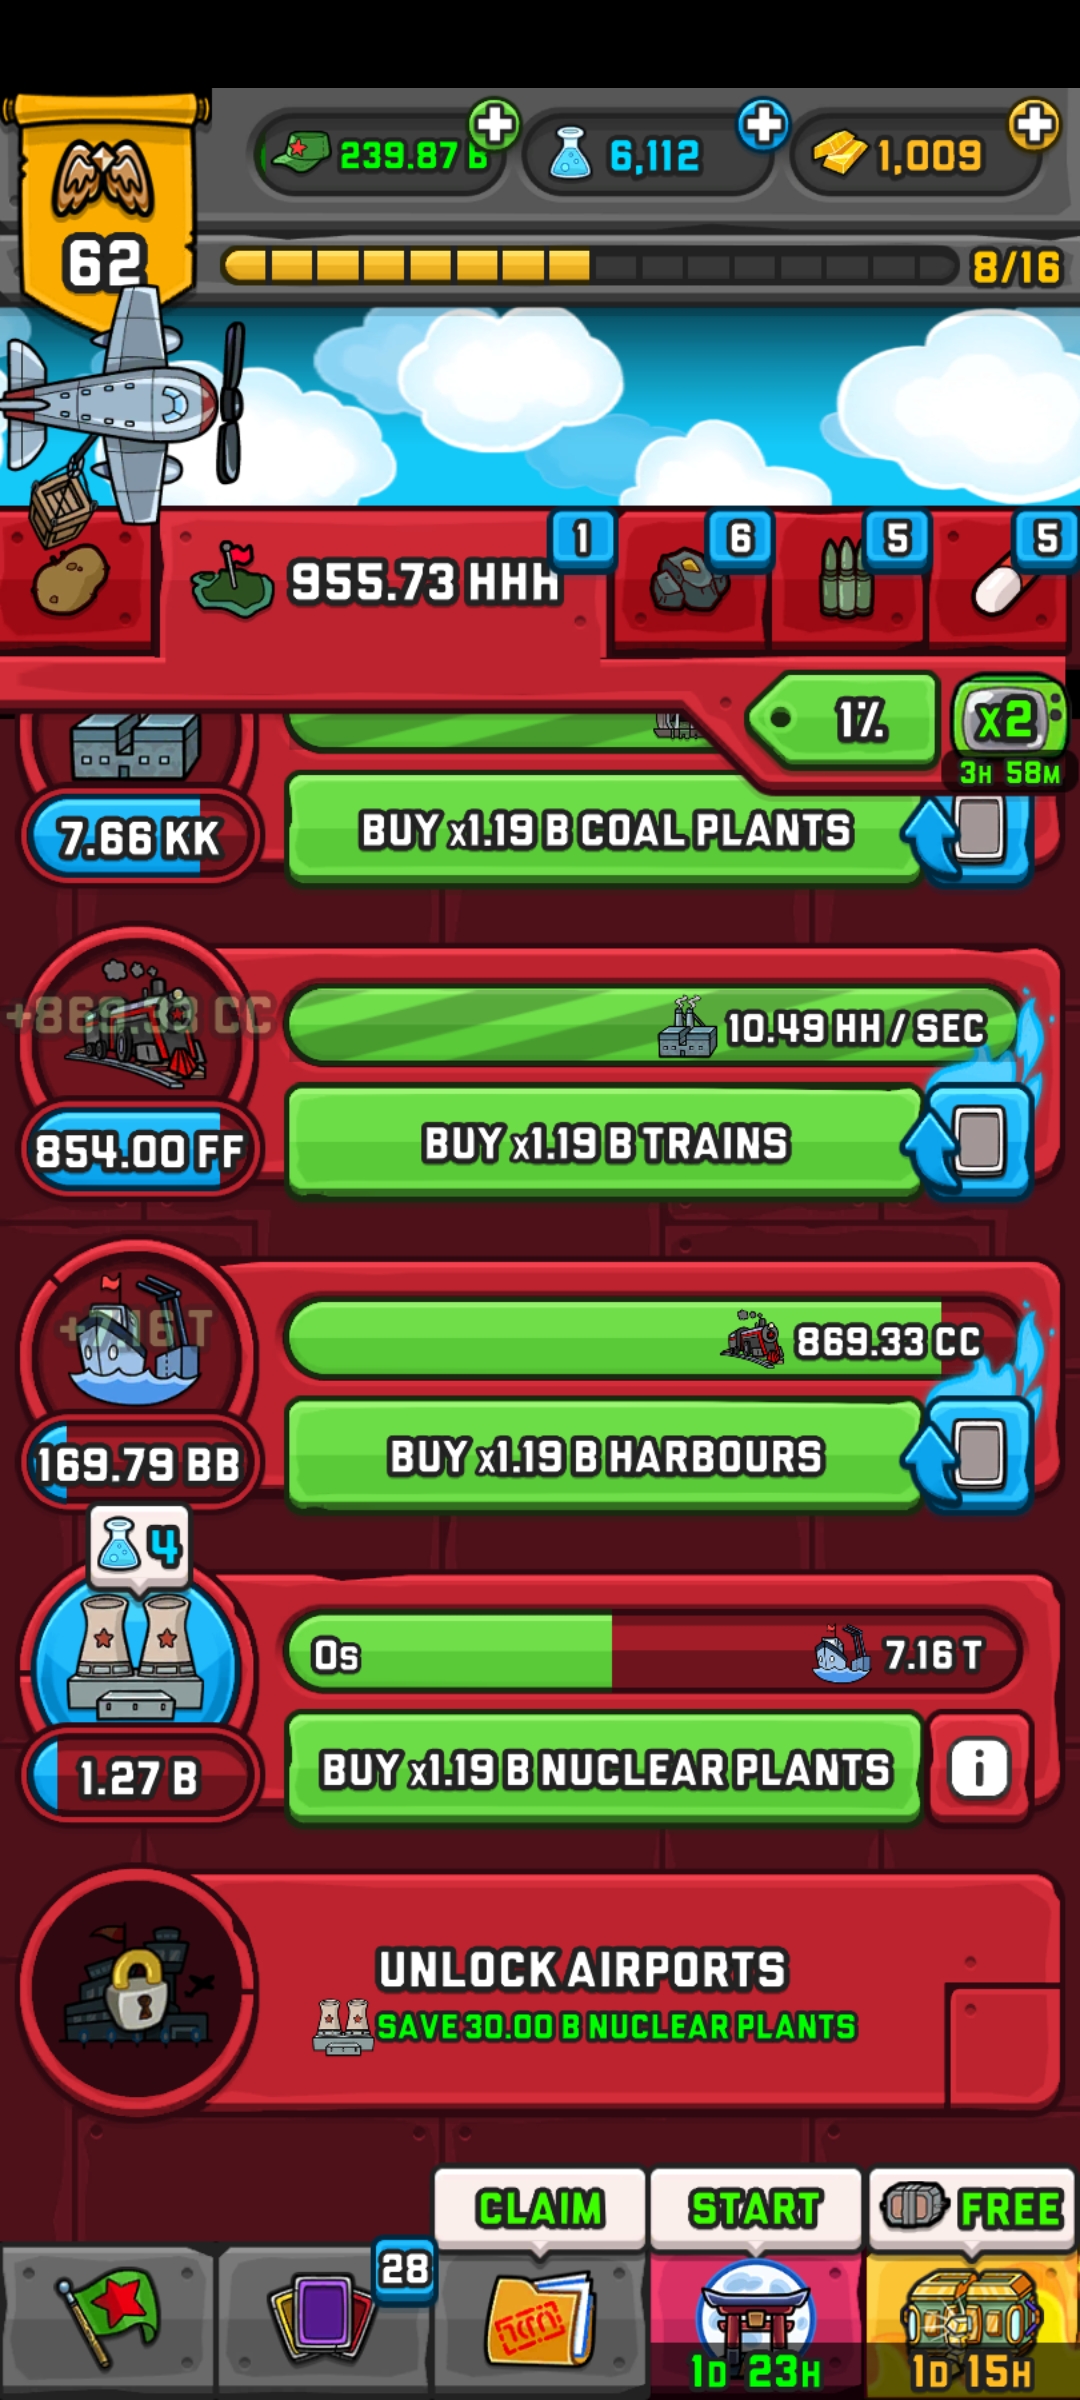 239.87 B
6,112
1,009
62
8/16
1
6
5
5
955.73 HHH
1%
x2
3H 58M
7.66 KK
BUY x1.19 B COAL PLANTS
+869.33 CC
10.49 HH / SEC
854.00 FF
BUY x1.19 B TRAINS
+7.16 T
869.33 CC
169.79 BB
BUY x1.19 B HARBOURS
4
0s
7.16 T
1.27 B
BUY x1.19 B NUCLEAR PLANTS
i
UNLOCK AIRPORTS
SAVE 30.00 B NUCLEAR PLANTS
CLAIM
START
FREE
28
1D 23H
1D 15H